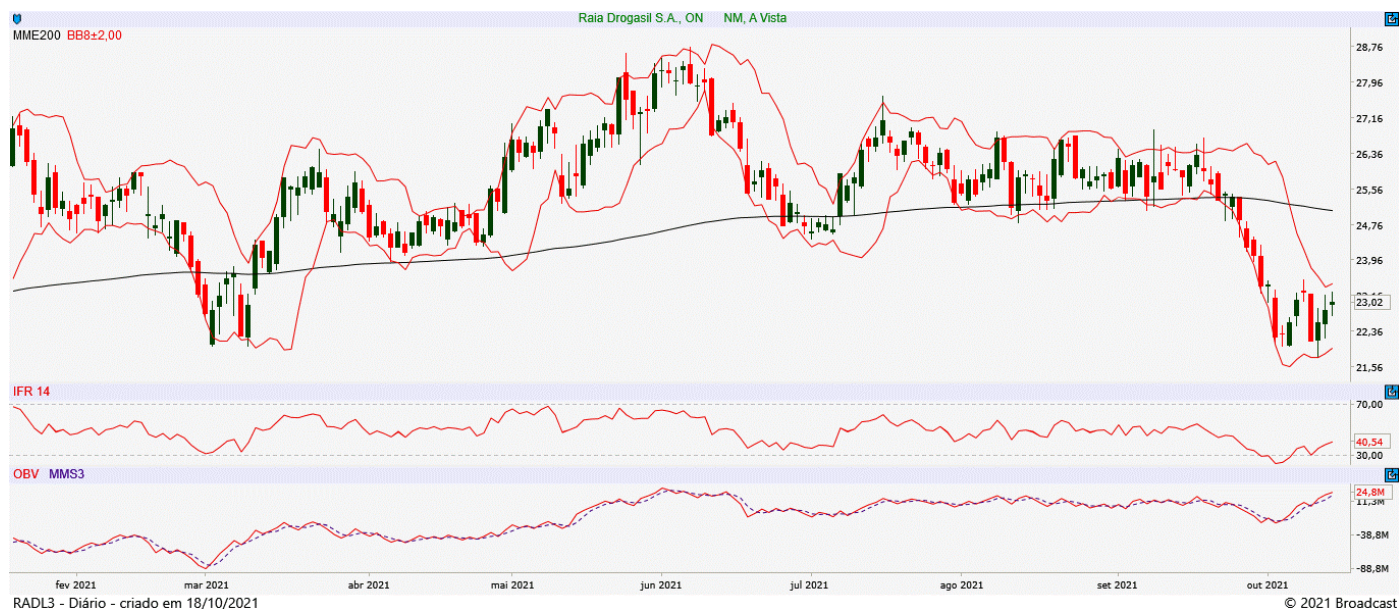 Raia Drogasil S.A., ON NM, A Vista
MME200 BB8±2,00
28,76
27,96
27,16
26,36
25,56
24,76
23,96
23,02
22,36
21,56
IFR 14
70,00
40,54
30,00
OBV MMS3
24,8M
11,3M
-38,8M
-88,8M
fev 2021 mar 2021 abr 2021 mai 2021 jun 2021 jul 2021 ago 2021 set 2021 out 2021
RADL3 - Diário - criado em 18/10/2021 © 2021 Broadcast